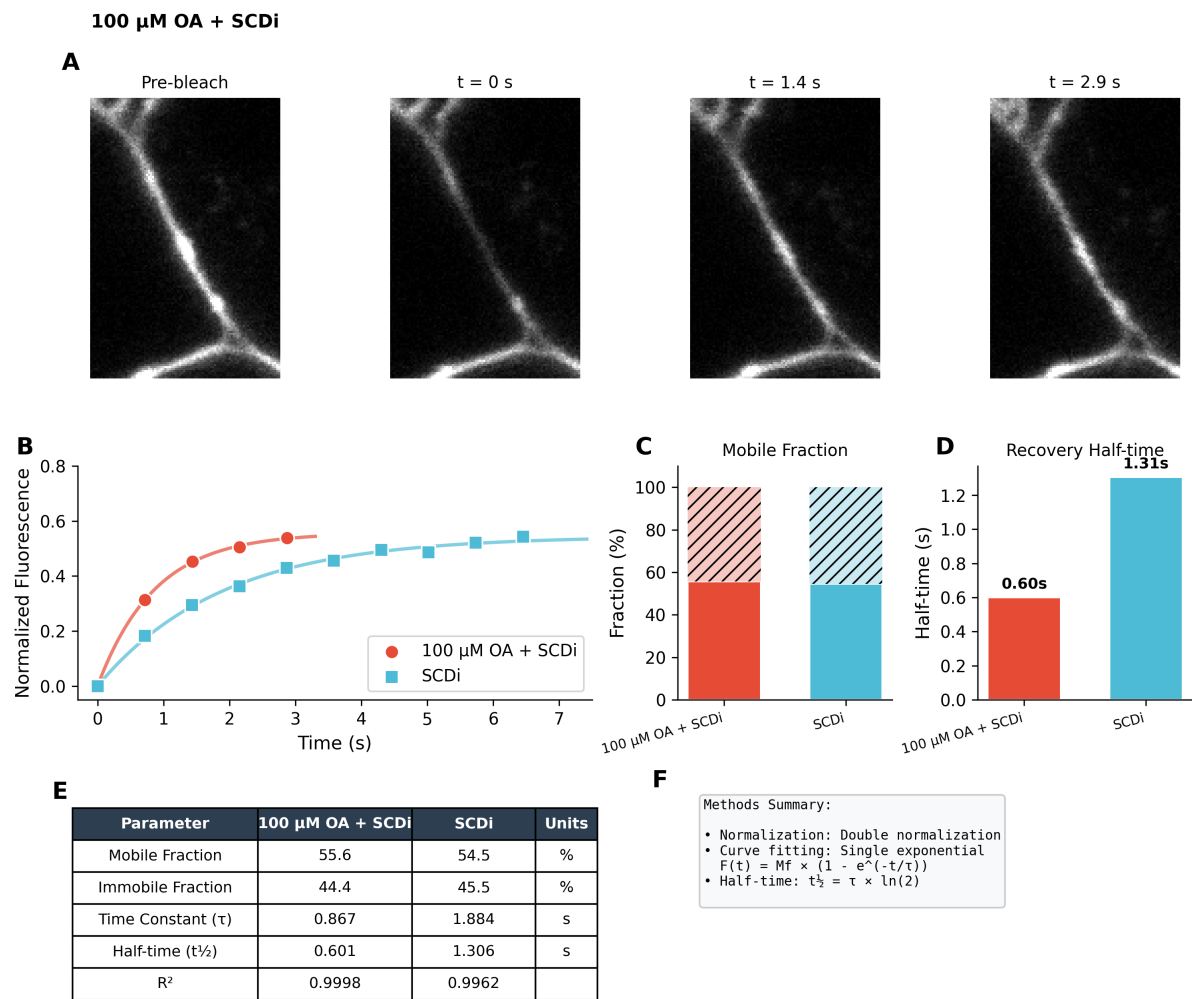 100 µM OA + SCDi
A
Pre-bleach
t = 0 s
t = 1.4 s
t = 2.9 s
B
Normalized Fluorescence
0.8
0.6
0.4
0.2
0.0
0 1 2 3 4 5 6 7
Time (s)
100 µM OA + SCDi
SCDi
C
Mobile Fraction
Fraction (%)
100
80
60
40
20
0
100 µM OA + SCDi
SCDi
D
Recovery Half-time
Half-time (s)
1.2
1.0
0.8
0.6
0.4
0.2
0.0
0.60s
1.31s
100 µM OA + SCDi
SCDi
E
Parameter 100 µM OA + SCDi SCDi Units
Mobile Fraction 55.6 54.5 %
Immobile Fraction 44.4 45.5 %
Time Constant (τ) 0.867 1.884 s
Half-time (t½) 0.601 1.306 s
R² 0.9998 0.9962
F
Methods Summary:
• Normalization: Double normalization
• Curve fitting: Single exponential
F(t) = Mf × (1 - e^(-t/τ))
• Half-time: t½ = τ × ln(2)